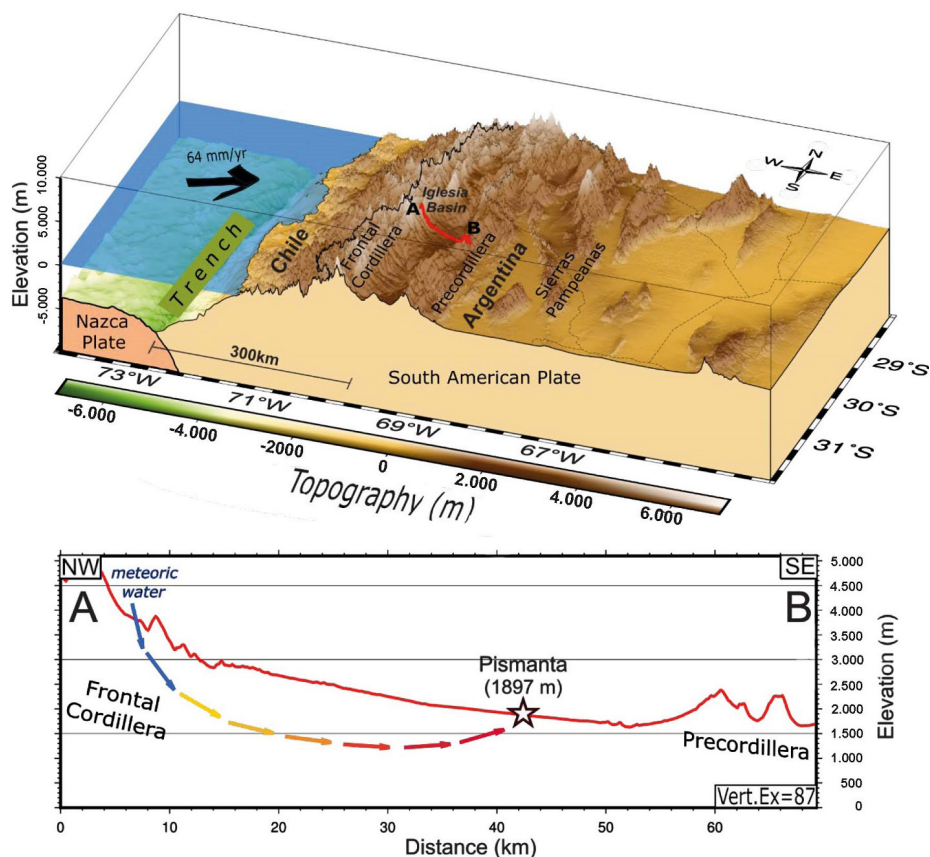 64 mm/yr
N
W
E
S
10.000
5.000
0
-5.000
Elevation (m)
Trench
Chile
Frontal
Cordillera
A
Iglesia
Basin
B
Precordillera
Argentina
Sierras
Pampeanas
Nazca
Plate
300km
South American Plate
73°W
71°W
69°W
67°W
29°S
30°S
31°S
-6.000
-4.000
-2000
0
2.000
4.000
6.000
Topography (m)
NW
SE
A
B
meteoric
water
Frontal
Cordillera
Pismanta
(1897 m)
Precordillera
Vert.Ex=87
5.000
4.500
4.000
3.500
3.000
2.500
2.000
1.500
1.000
500
0
Elevation (m)
0
10
20
30
40
50
60
Distance (km)